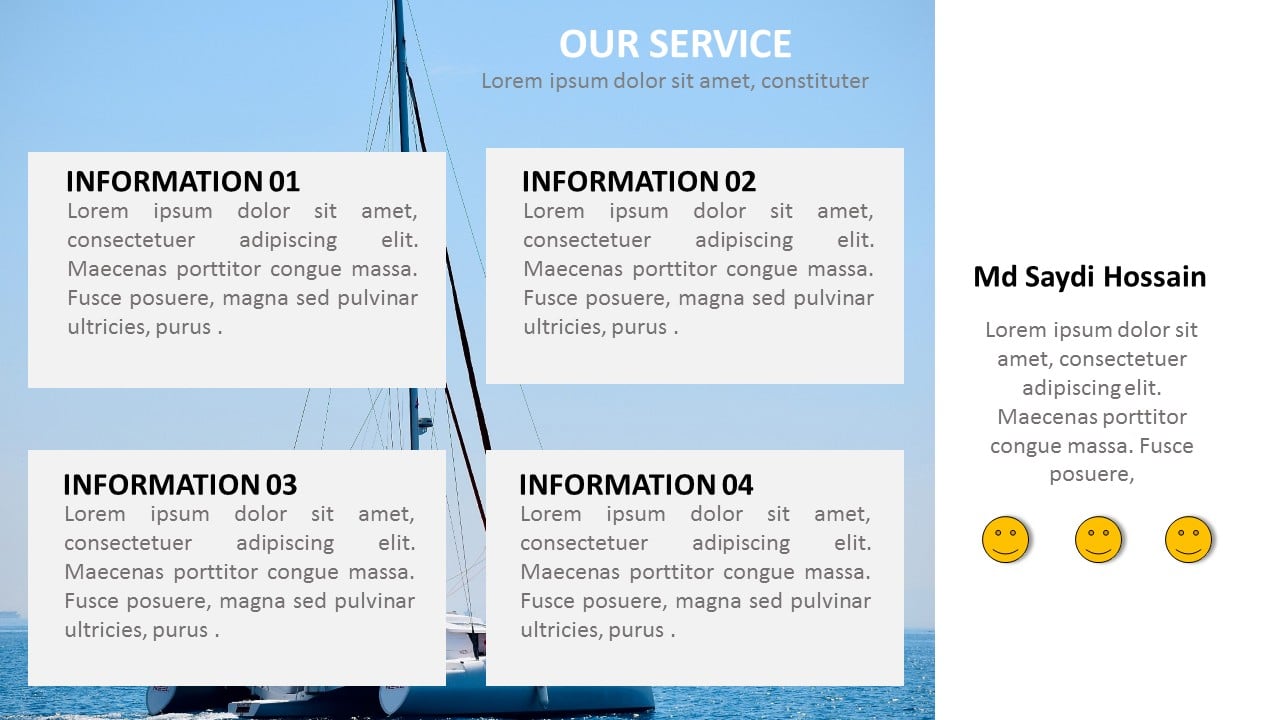 OUR SERVICE
Lorem ipsum dolor sit amet, constituter
INFORMATION 01
Lorem ipsum dolor sit amet,
consectetuer adipiscing elit.
Maecenas porttitor congue massa.
Fusce posuere, magna sed pulvinar
ultricies, purus .
INFORMATION 02
Lorem ipsum dolor sit amet,
consectetuer adipiscing elit.
Maecenas porttitor congue massa.
Fusce posuere, magna sed pulvinar
ultricies, purus .
INFORMATION 03
Lorem ipsum dolor sit amet,
consectetuer adipiscing elit.
Maecenas porttitor congue massa.
Fusce posuere, magna sed pulvinar
ultricies, purus .
INFORMATION 04
Lorem ipsum dolor sit amet,
consectetuer adipiscing elit.
Maecenas porttitor congue massa.
Fusce posuere, magna sed pulvinar
ultricies, purus .
Md Saydi Hossain
Lorem ipsum dolor sit
amet, consectetuer
adipiscing elit.
Maecenas porttitor
congue massa. Fusce
posuere,